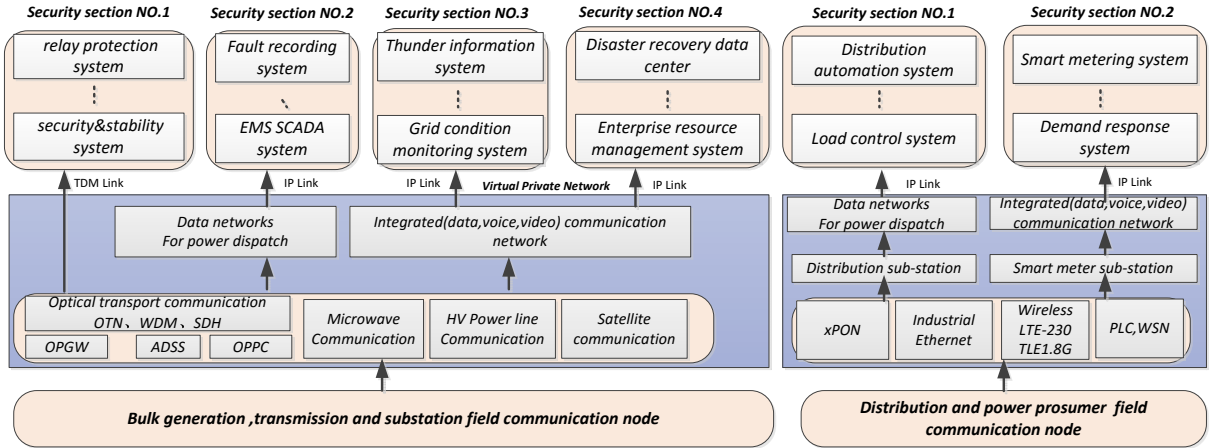 Security section NO.1
Security section NO.2
Security section NO.3
Security section NO.4
relay protection
system
security&stability
system
Fault recording
system
EMS SCADA
system
Thunder information
system
Grid condition
monitoring system
Disaster recovery data
center
Enterprise resource
management system
TDM Link
IP Link
IP Link
Virtual Private Network
IP Link
Data networks
For power dispatch
Integrated(data,voice,video) communication
network
Optical transport communication
OTN、WDM、SDH
OPGW
ADSS
OPPC
Microwave
Communication
HV Power line
Communication
Satellite
communication
Bulk generation ,transmission and substation field communication node
Security section NO.1
Security section NO.2
Distribution
automation system
Load control system
Smart metering system
Demand response
system
IP Link
IP Link
Data networks
For power dispatch
Integrated(data,voice,video)
communication network
Distribution sub-station
Smart meter sub-station
xPON
Industrial
Ethernet
Wireless
LTE-230
TLE1.8G
PLC,WSN
Distribution and power prosumer field
communication node